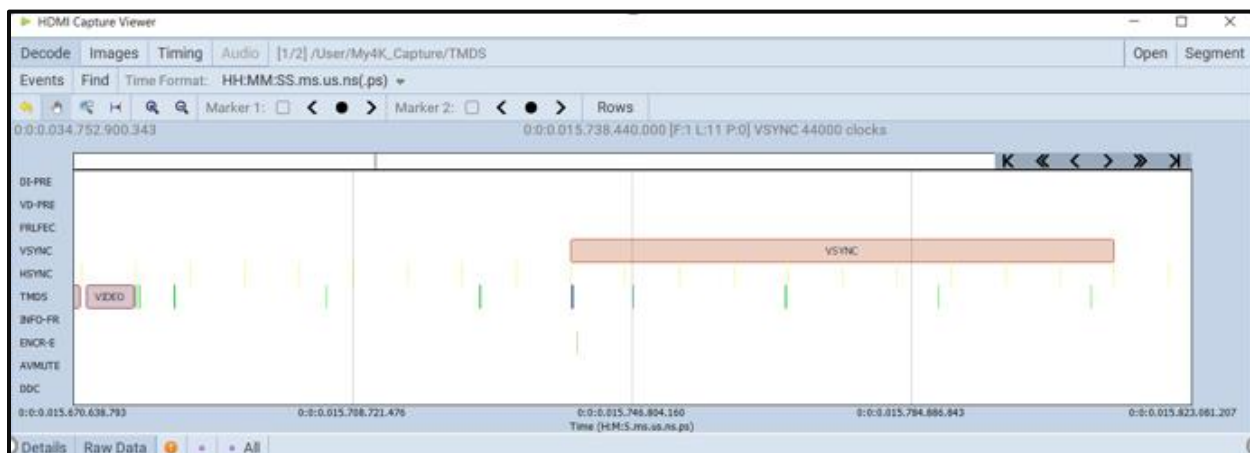 HDMI Capture Viewer
Decode Images Timing Audio [1/2] /User/My4K_Capture/TMDS Open Segment
Events Find Time Format: HH:MM:SS.ms.us.ns(.ps)
Marker 1: Marker 2: Rows
0:0:0.034.752.900.343 0:0:0.015.738.440.000 [F:1 L:11 P:0] VSYNC 44000 clocks
DI-PRE
VD-PRE
FRLFEC
VSYNC VSYNC
HSYNC
TMDS VIDEO
INFO-FR
ENCR-E
AVMUTE
DDC
0:0:0.015.670.638.793 0:0:0.015.708.721.476 0:0:0.015.746.804.160 0:0:0.015.784.886.843 0:0:0.015.823.061.207
Time (H:M:S.ms.us.ns.ps)
Details Raw Data All